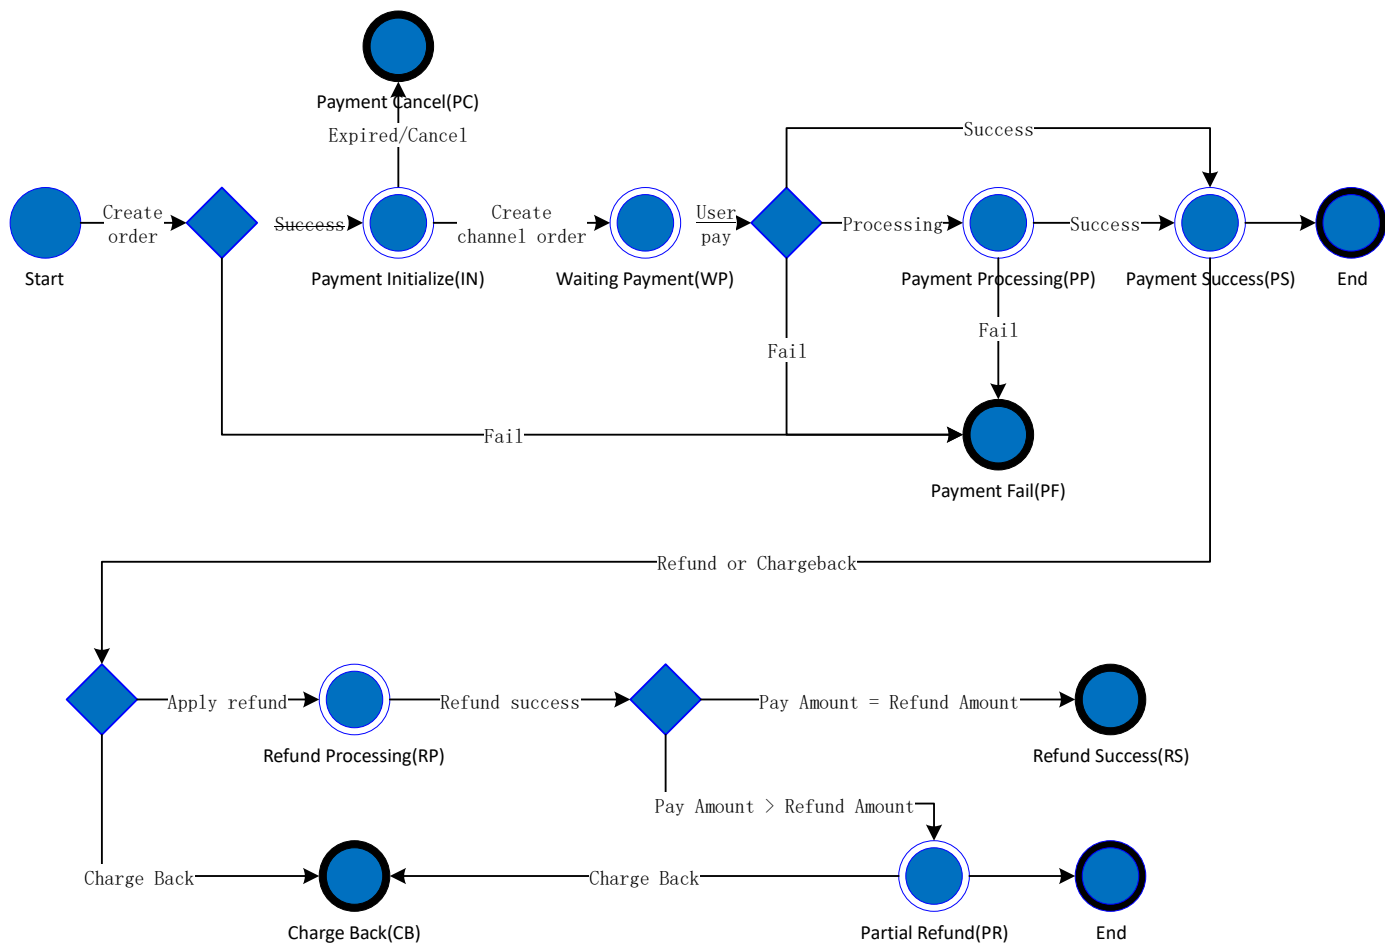 Payment Cancel(PC)
Expired/Cancel
Success
Create
order
Success
Create
channel order
User
pay
Processing
Success
Start
Payment Initialize(IN)
Waiting Payment(WP)
Payment Processing(PP)
Payment Success(PS)
End
Fail
Fail
Fail
Payment Fail(PF)
Refund or Chargeback
Apply refund
Refund success
Pay Amount = Refund Amount
Refund Processing(RP)
Refund Success(RS)
Pay Amount > Refund Amount
Charge Back
Charge Back
Charge Back(CB)
Partial Refund(PR)
End